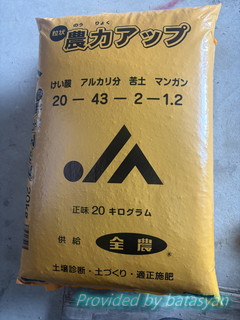 粒状
のう りょく
農力アップ
けい酸 アルカリ分 苦土 マンガン
20－43－2－1.2
JA
正味 20 キログラム
供給 全農
土壌診断・土づくり・適正施肥
Provided by batasyan